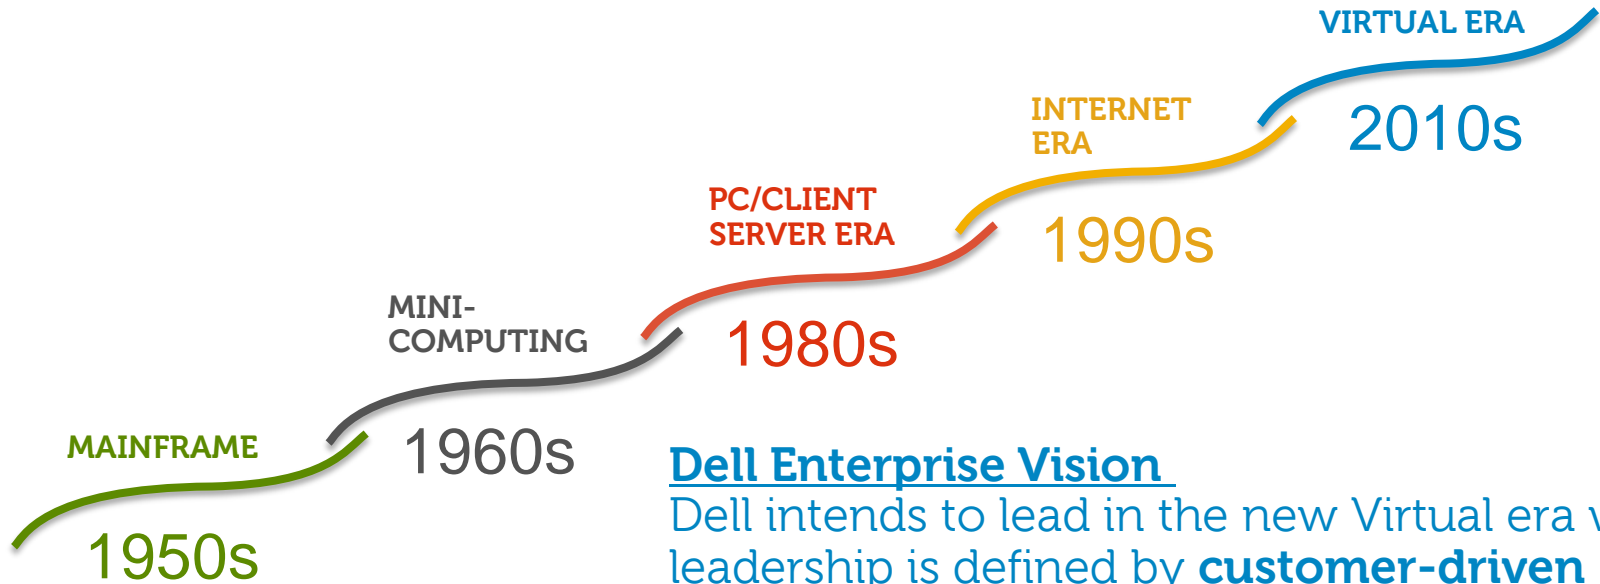 VIRTUAL ERA
2010s
INTERNET
ERA
1990s
PC/CLIENT
SERVER ERA
1980s
MINI-
COMPUTING
1960s
MAINFRAME
1950s
Dell Enterprise Vision
Dell intends to lead in the new Virtual era
leadership is defined by customer-driven